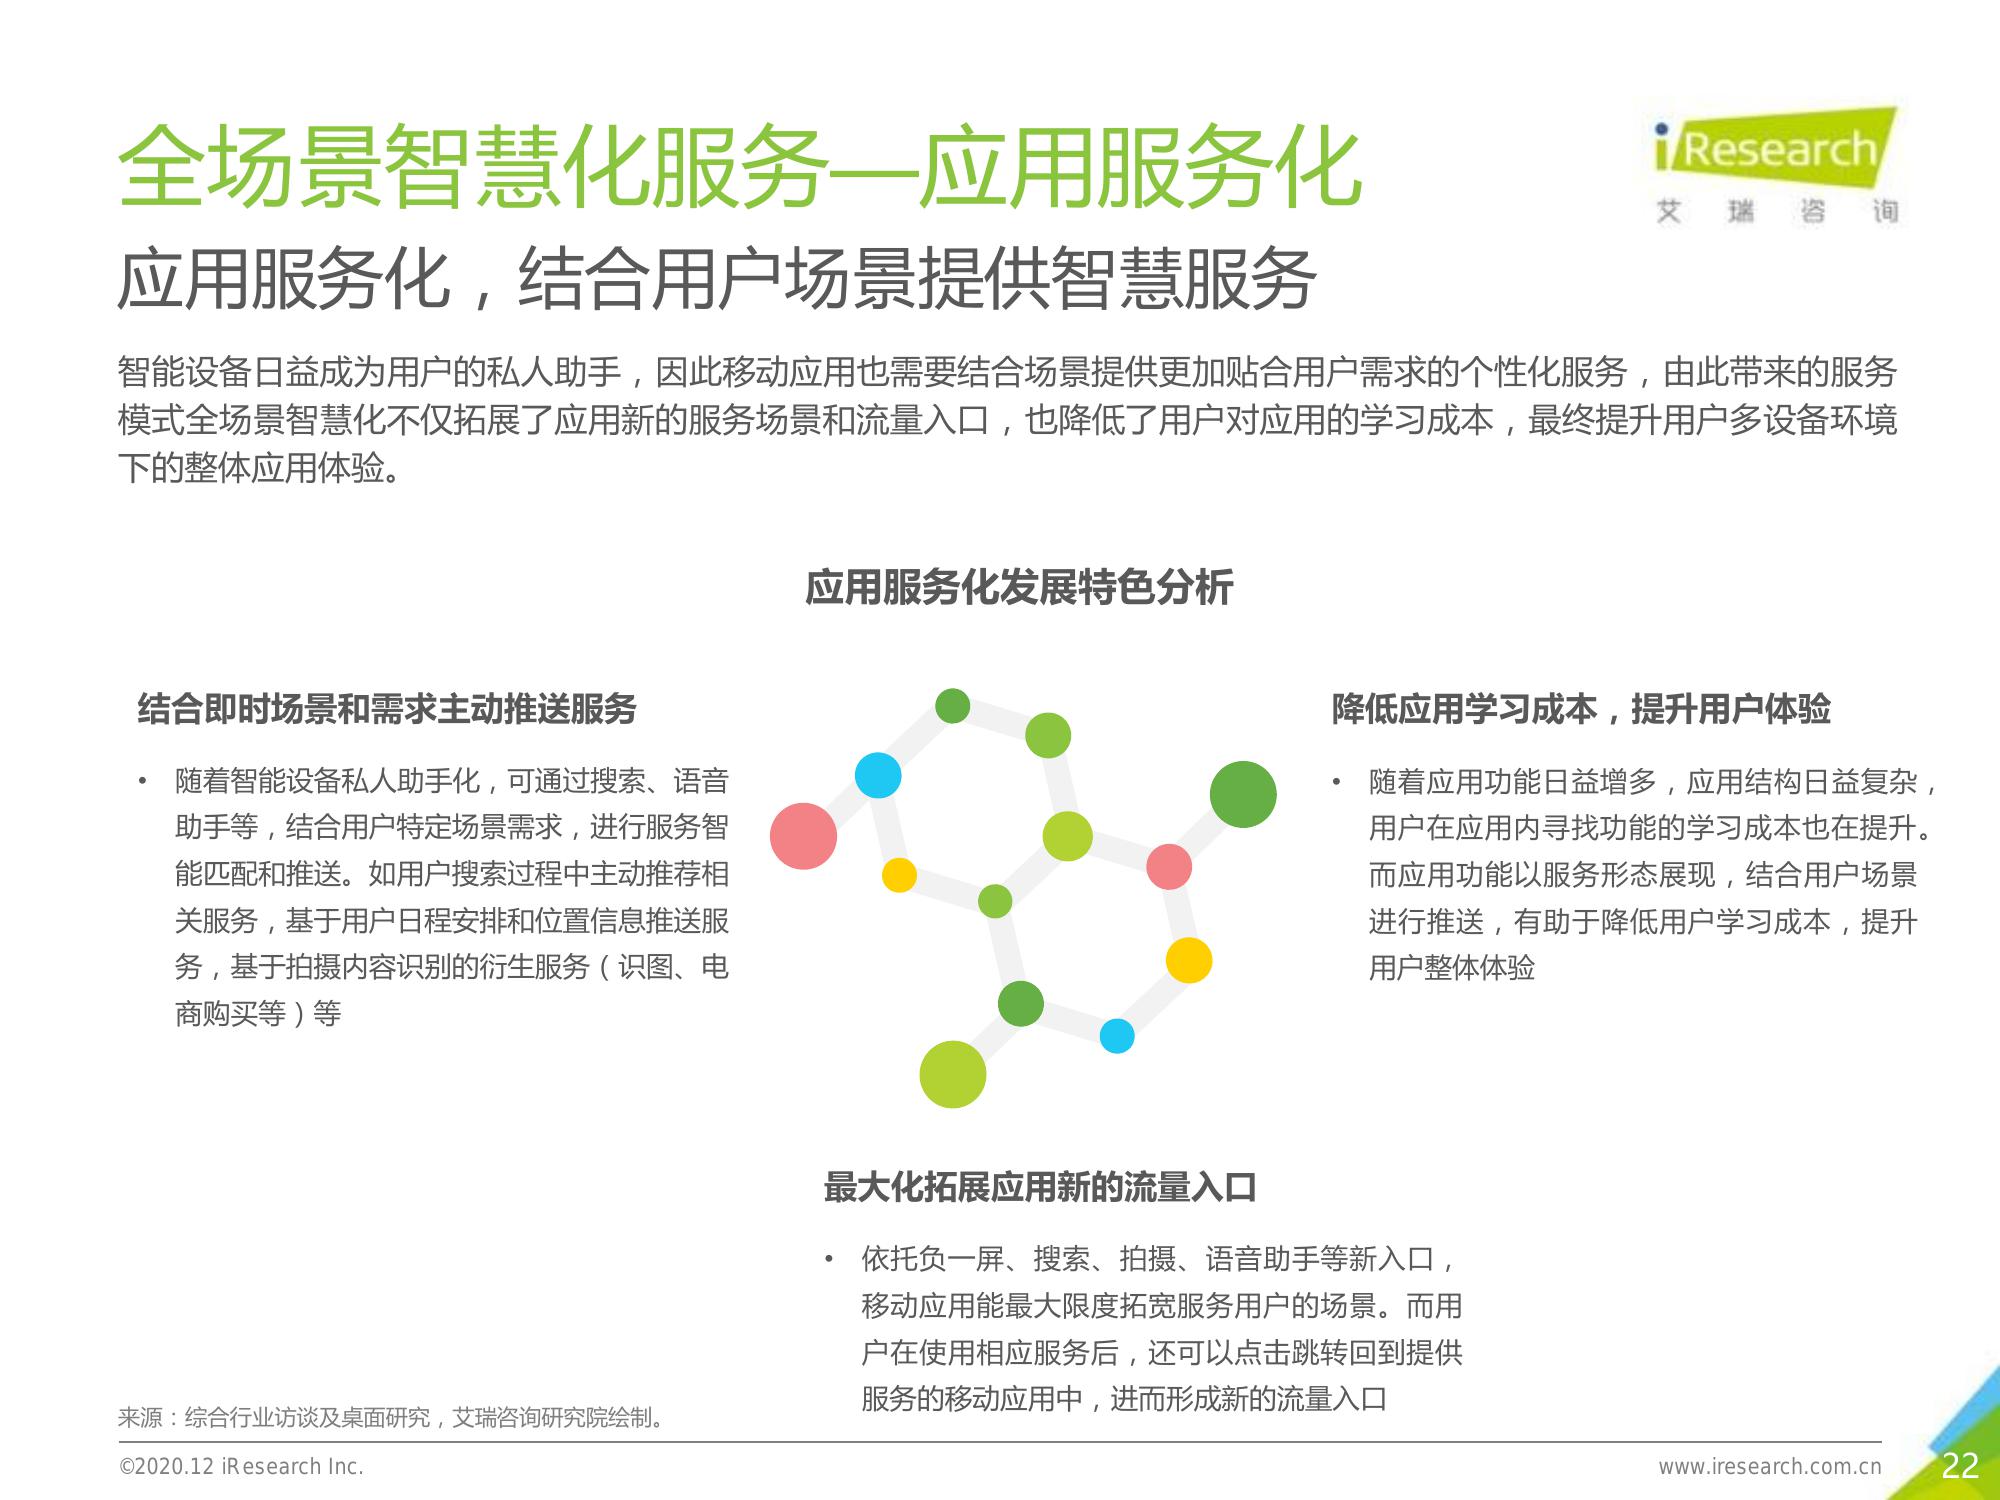 全场景智慧化服务—应用服务化
iResearch
艾瑞咨询
应用服务化，结合用户场景提供智慧服务
智能设备日益成为用户的私人助手，因此移动应用也需要结合场景提供更加贴合用户需求的个性化服务，由此带来的服务
模式全场景智慧化不仅拓展了应用新的服务场景和流量入口，也降低了用户对应用的学习成本，最终提升用户多设备环境
下的整体应用体验。
应用服务化发展特色分析
结合即时场景和需求主动推送服务
• 随着智能设备私人助手化，可通过搜索、语音
助手等，结合用户特定场景需求，进行服务智
能匹配和推送。如用户搜索过程中主动推荐相
关服务，基于用户日程安排和位置信息推送服
务，基于拍摄内容识别的衍生服务（识图、电
商购买等）等
降低应用学习成本，提升用户体验
• 随着应用功能日益增多，应用结构日益复杂，
用户在应用内寻找功能的学习成本也在提升。
而应用功能以服务形态展现，结合用户场景
进行推送，有助于降低用户学习成本，提升
用户整体体验
最大化拓展应用新的流量入口
• 依托负一屏、搜索、拍摄、语音助手等新入口，
移动应用能最大限度拓宽服务用户的场景。而用
户在使用相应服务后，还可以点击跳转回到提供
服务的移动应用中，进而形成新的流量入口
来源：综合行业访谈及桌面研究，艾瑞咨询研究院绘制。
©2020.12 iResearch Inc.
www.iresearch.com.cn
22